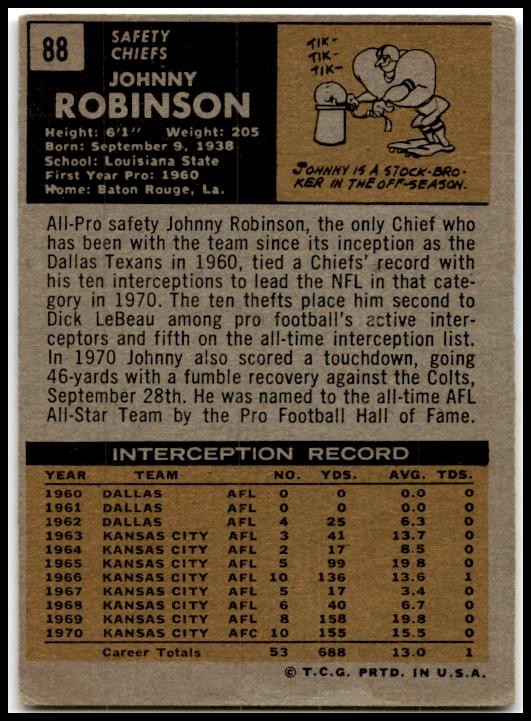 88
SAFETY
CHIEFS
JOHNNY
ROBINSON
Height: 6'1" Weight: 205
Born: September 9, 1938
School: Louisiana State
First Year Pro: 1960
Home: Baton Rouge, La.
TIK-
TIK-
TIK-
JOHNNY IS A STOCK-BRO-
KER IN THE OFF-SEASON.
All-Pro safety Johnny Robinson, the only Chief who
has been with the team since its inception as the
Dallas Texans in 1960, tied a Chiefs' record with
his ten interceptions to lead the NFL in that cate-
gory in 1970. The ten thefts place him second to
Dick LeBeau among pro football's active inter-
ceptors and fifth on the all-time interception list.
In 1970 Johnny also scored a touchdown, going
46-yards with a fumble recovery against the Colts,
September 28th. He was named to the all-time AFL
All-Star Team by the Pro Football Hall of Fame.
INTERCEPTION RECORD
YEAR TEAM NO. YDS. AVG. TDS.
1960 DALLAS AFL 0 0 0.0 0
1961 DALLAS AFL 0 0 0.0 0
1962 DALLAS AFL 4 25 6.3 0
1963 KANSAS CITY AFL 3 41 13.7 0
1964 KANSAS CITY AFL 2 17 8.5 0
1965 KANSAS CITY AFL 5 99 19.8 0
1966 KANSAS CITY AFL 10 136 13.6 1
1967 KANSAS CITY AFL 5 17 3.4 0
1968 KANSAS CITY AFL 6 40 6.7 0
1969 KANSAS CITY AFL 8 158 19.8 0
1970 KANSAS CITY AFC 10 155 15.5 0
Career Totals 53 688 13.0 1
© T.C.G. PRTD. IN U.S.A.